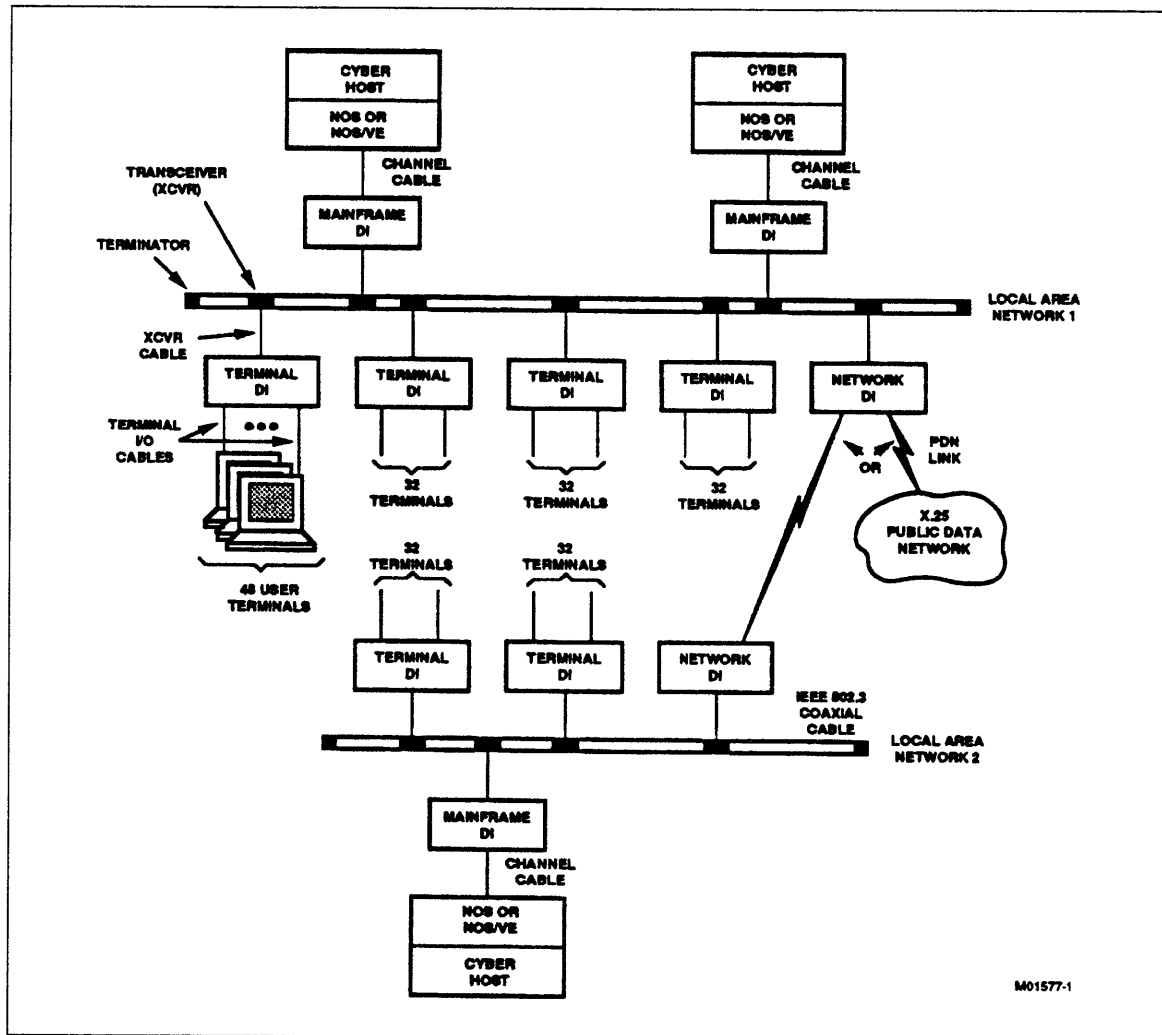 CYBER
HOST
NOS OR
NOS/VE
CHANNEL
CABLE
MAINFRAME
DI
CYBER
HOST
NOS OR
NOS/VE
CHANNEL
CABLE
MAINFRAME
DI
TRANSCEIVER
(XCVR)
TERMINATOR
LOCAL AREA
NETWORK 1
XCVR
CABLE
TERMINAL
DI
TERMINAL
DI
TERMINAL
DI
TERMINAL
DI
NETWORK
DI
TERMINAL
I/O
CABLES
•••
48 USER
TERMINALS
32
TERMINALS
32
TERMINALS
32
TERMINALS
OR
PDN
LINK
X.25
PUBLIC DATA
NETWORK
32
TERMINALS
32
TERMINALS
TERMINAL
DI
TERMINAL
DI
NETWORK
DI
IEEE 802.3
COAXIAL
CABLE
LOCAL AREA
NETWORK 2
MAINFRAME
DI
CHANNEL
CABLE
NOS OR
NOS/VE
CYBER
HOST
M01577-1